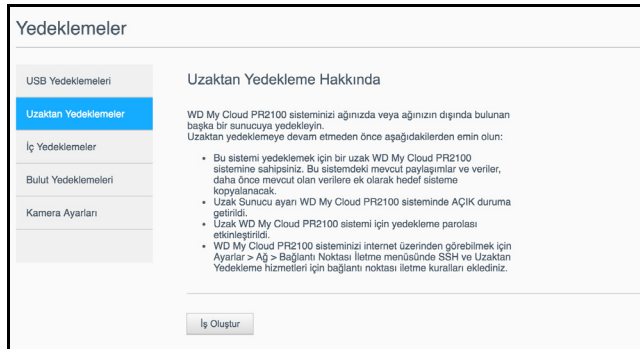 Yedeklemeler
USB Yedeklemeleri
Uzaktan Yedeklemeler
İç Yedeklemeler
Bulut Yedeklemeleri
Kamera Ayarları
Uzaktan Yedekleme Hakkında
WD My Cloud PR2100 sisteminizi ağınızda veya ağınızın dışında bulunan
başka bir sunucuya yedekleyin.
Uzaktan yedeklemeye devam etmeden önce aşağıdakilerden emin olun:
• Bu sistemi yedeklemek için bir uzak WD My Cloud PR2100
sistemine sahipsiniz. Bu sistemdeki mevcut paylaşımlar ve veriler,
daha önce mevcut olan verilere ek olarak hedef sisteme
kopyalanacak.
• Uzak Sunucu ayarı WD My Cloud PR2100 sisteminde AÇIK duruma
getirildi.
• Uzak WD My Cloud PR2100 sistemi için yedekleme parolası
etkinleştirildi.
• WD My Cloud PR2100 sisteminizi internet üzerinden görebilmek için
Ayarlar > Ağ > Bağlantı Noktası İletme menüsünde SSH ve Uzaktan
Yedekleme hizmetleri için bağlantı noktası iletme kuralları eklediniz.
İş Oluştur